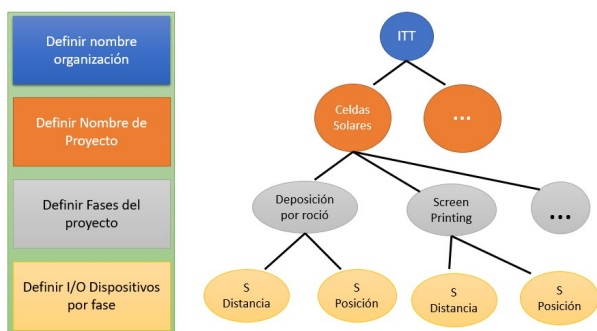 Definir nombre
organización
Definir Nombre de
Proyecto
Definir Fases del
proyecto
Definir I/O Dispositivos
por fase
ITT
Celdas
Solares
...
Deposición
por roció
Screen
Printing
...
S
Distancia
S
Posición
S
Distancia
S
Posición